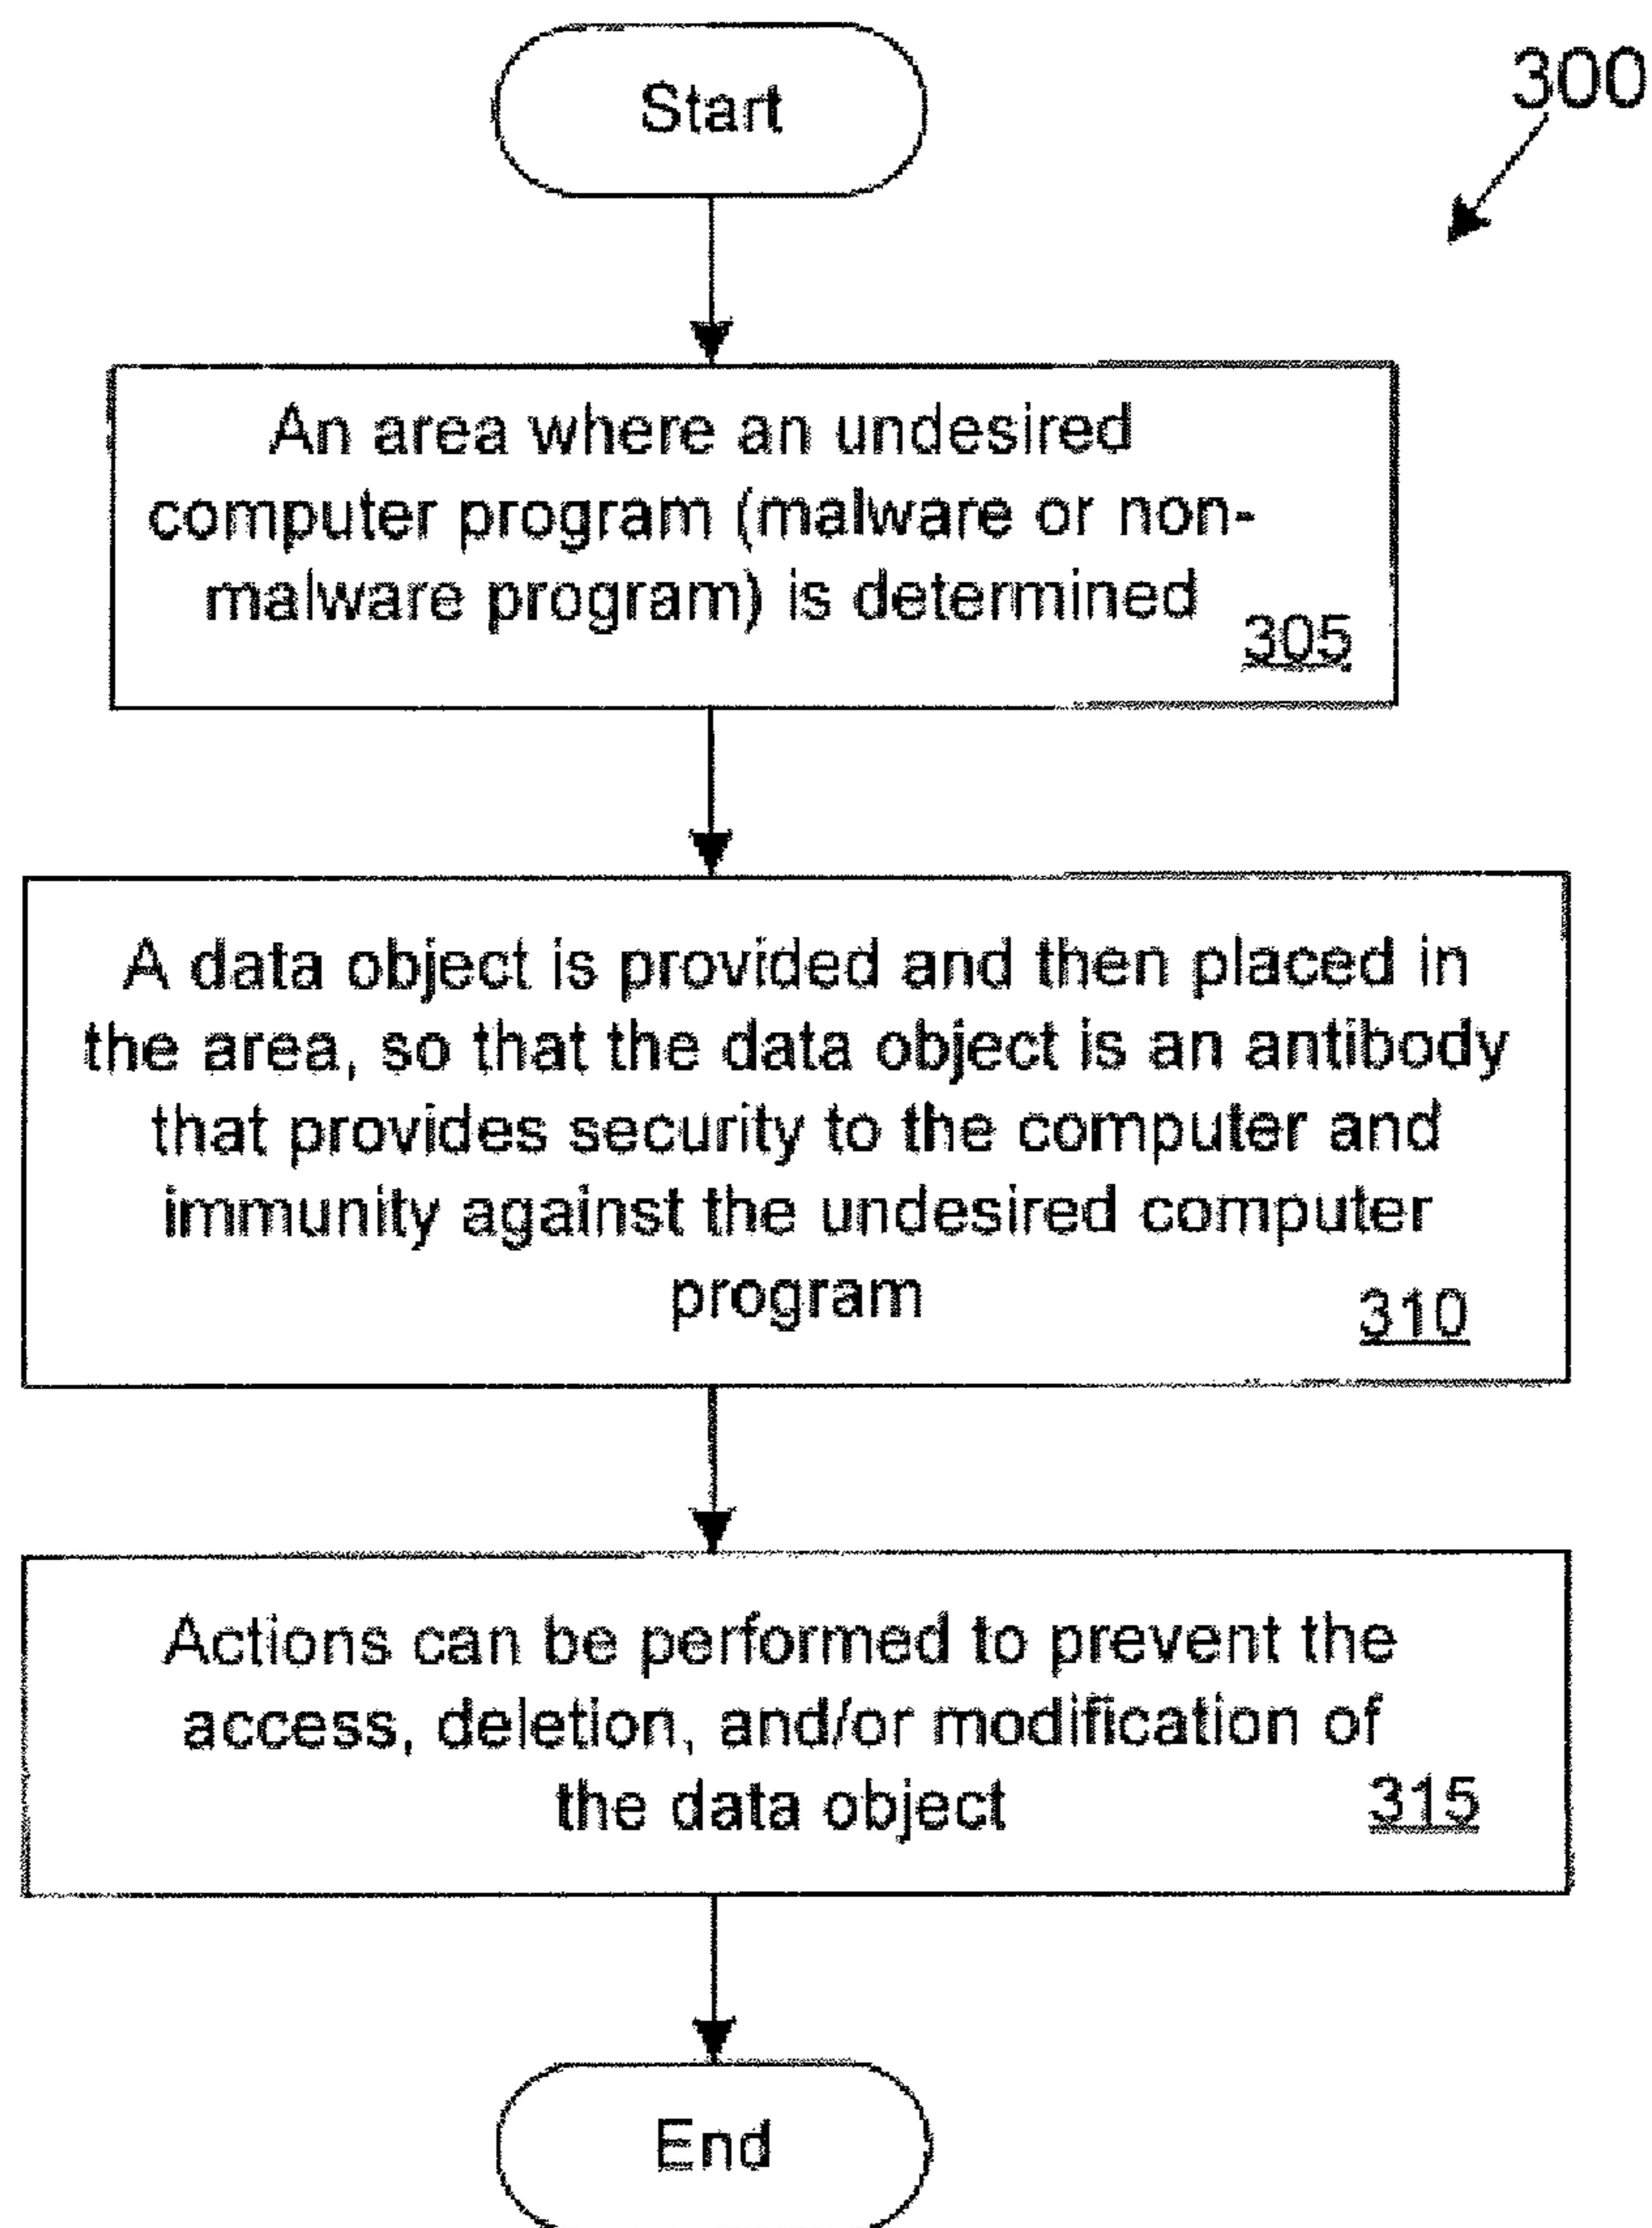 Start
300
An area where an undesired
computer program (malware or non-
malware program) is determined
305
A data object is provided and then placed in
the area, so that the data object is an antibody
that provides security to the computer and
immunity against the undesired computer
program
310
Actions can be performed to prevent the
access, deletion, and/or modification of
the data object
315
End